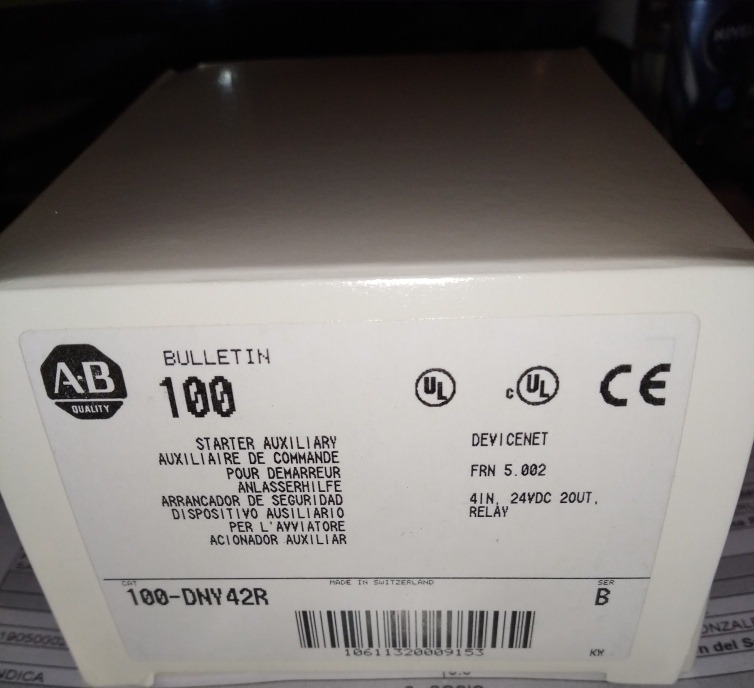 BULLETIN
100
A-B
QUALITY
UL
c UL
CE
STARTER AUXILIARY
AUXILIAIRE DE COMMANDE
POUR DEMARREUR
ANLASSERHILFE
ARRANCADOR DE SEGURIDAD
DISPOSITIVO AUSILIARIO
PER L'AVVIATORE
ACIONADOR AUXILIAR
DEVICENET
FRN 5.002
4IN, 24VDC 2OUT,
RELAY
CAT
MADE IN SWITZERLAND
SER
100-DNY42R
B
10611320009153
KW
NDICA
n del S